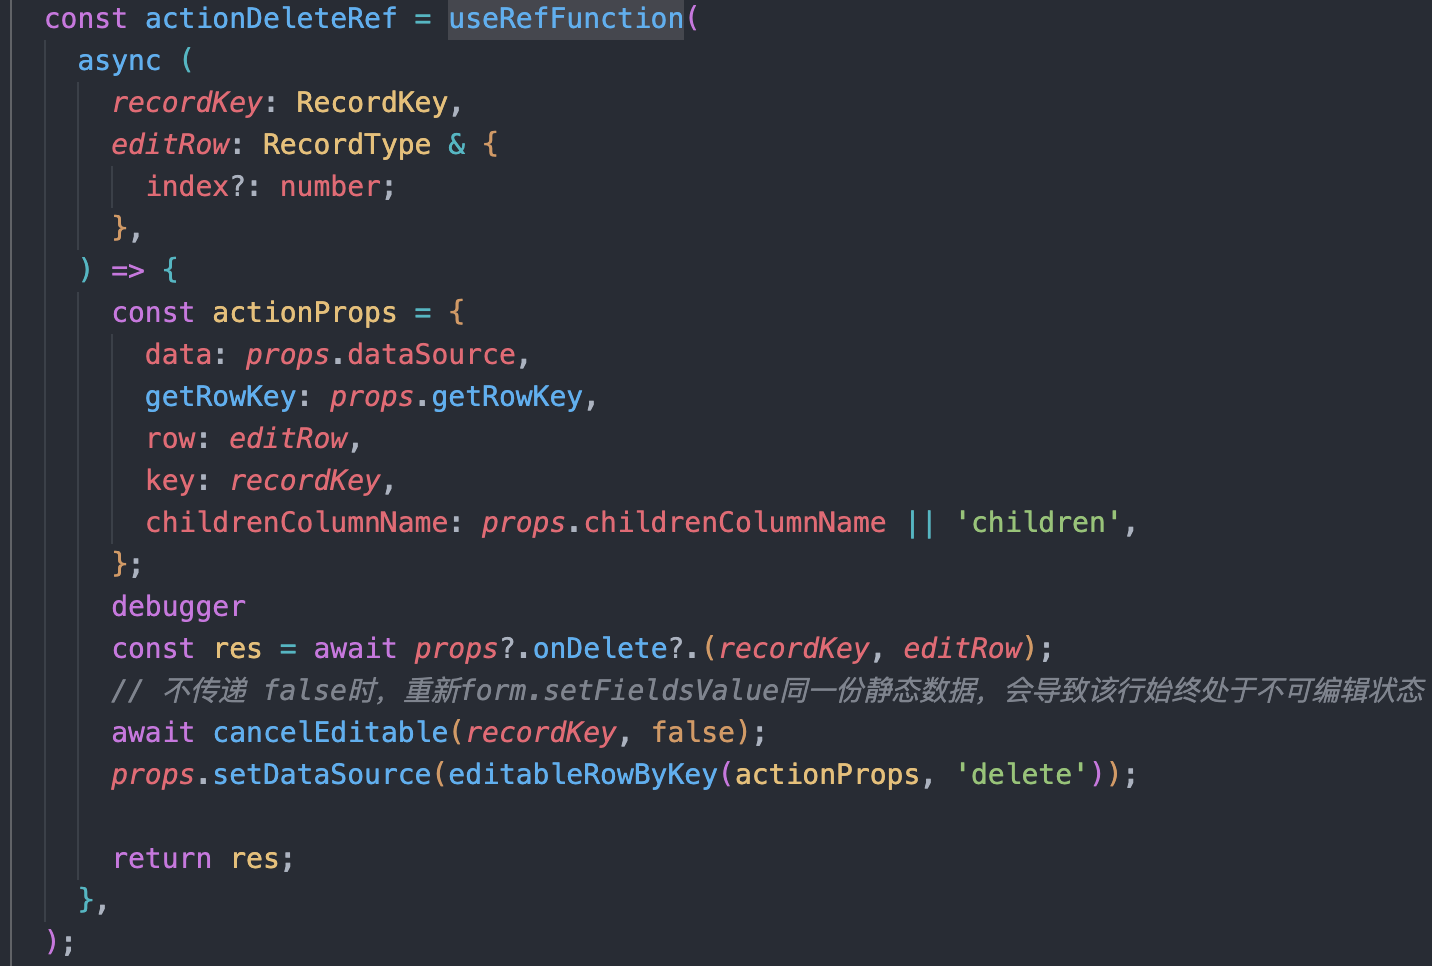 const actionDeleteRef = useRefFunction(
async (
recordKey: RecordKey,
editRow: RecordType & {
index?: number;
},
) => {
const actionProps = {
data: props.dataSource,
getRowKey: props.getRowKey,
row: editRow,
key: recordKey,
childrenColumnName: props.childrenColumnName || 'children',
};
debugger
const res = await props?.onDelete?.(recordKey, editRow);
// 不传递 false时，重新form.setFieldsValue同一份静态数据，会导致该行始终处于不可编辑状态
await cancelEditable(recordKey, false);
props.setDataSource(editableRowByKey(actionProps, 'delete'));
return res;
},
);